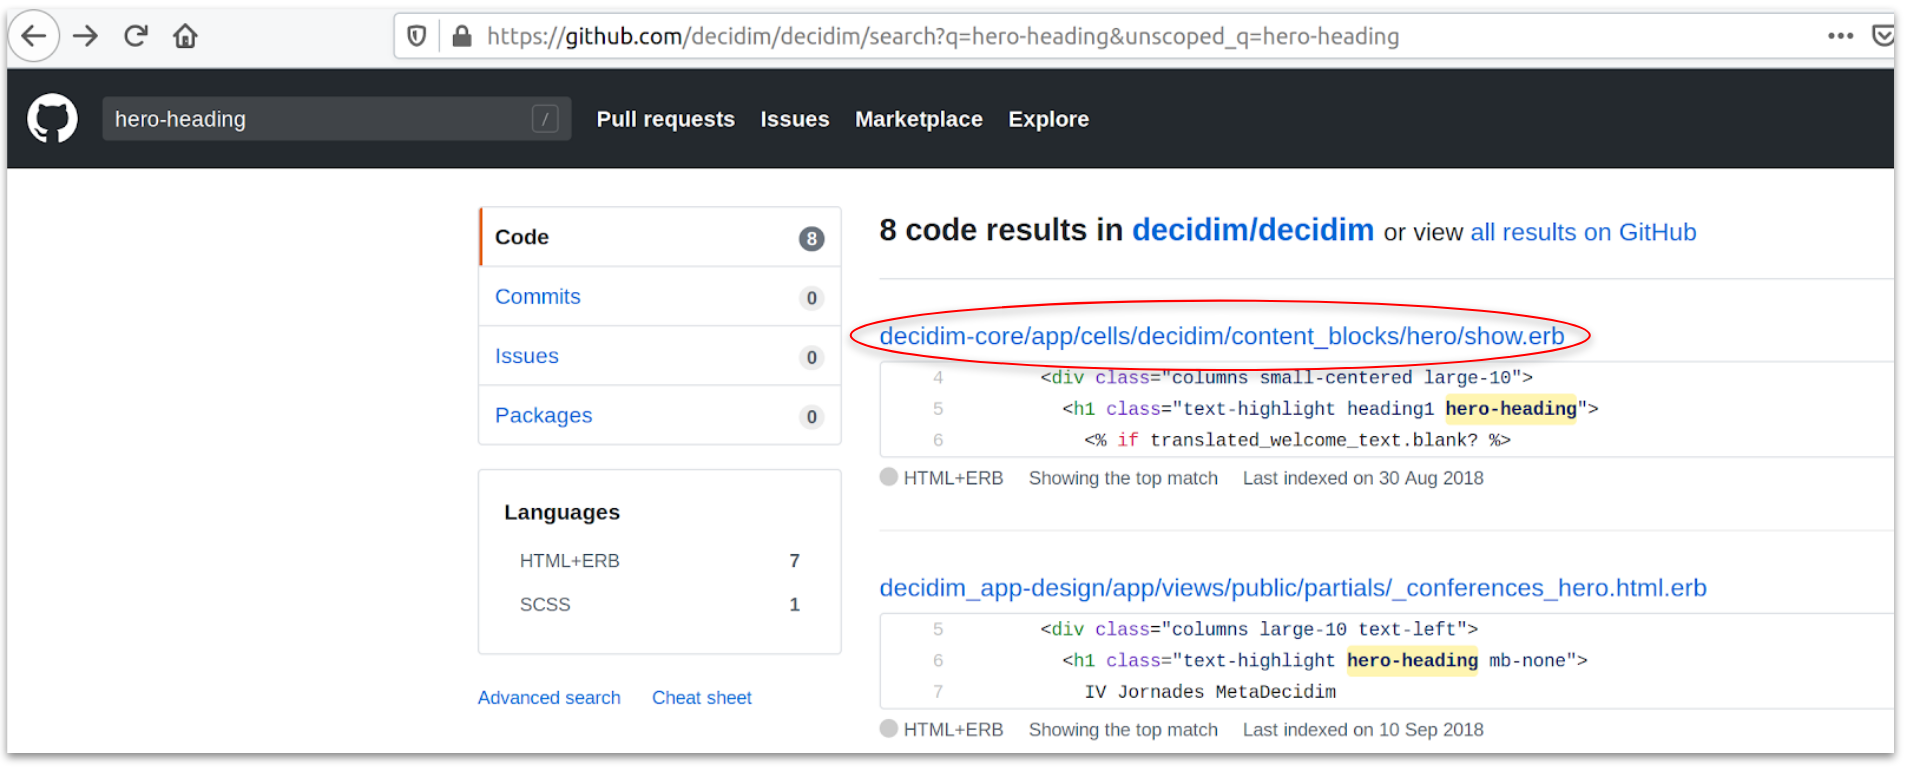 https://github.com/decidim/decidim/search?q=hero-heading&unscoped_q=hero-heading
hero-heading / Pull requests Issues Marketplace Explore
Code 8
Commits 0
Issues 0
Packages 0
Languages
HTML+ERB 7
SCSS 1
Advanced search Cheat sheet
8 code results in decidim/decidim or view all results on GitHub
decidim-core/app/cells/decidim/content_blocks/hero/show.erb
4 <div class="columns small-centered large-10">
5 <h1 class="text-highlight heading1 hero-heading">
6 <% if translated_welcome_text.blank? %>
HTML+ERB Showing the top match Last indexed on 30 Aug 2018
decidim_app-design/app/views/public/partials/_conferences_hero.html.erb
5 <div class="columns large-10 text-left">
6 <h1 class="text-highlight hero-heading mb-none">
7 IV Jornades MetaDecidim
HTML+ERB Showing the top match Last indexed on 10 Sep 2018